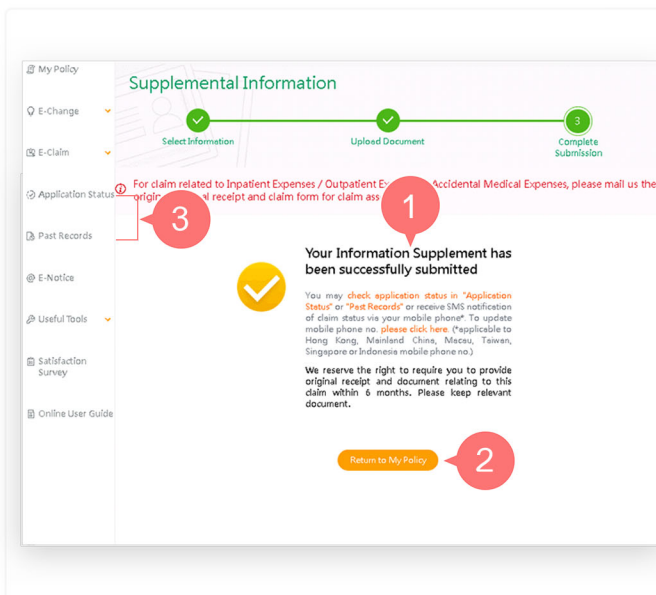 My Policy
E-Change
E-Claim
Application Status
Past Records
E-Notice
Useful Tools
Satisfaction
Survey
Online User Guide
Supplemental Information
3
Select Information
Upload Document
Complete
Submission
For claim related to Inpatient Expenses / Outpatient Accidental Medical Expenses, please mail us the
receipt and claim form for claim
3
1
Your Information Supplement has
been successfully submitted
You may check application status in "Application
Status" or "Past Records" or receive SMS notification
of claim status via your mobile phone*. To update
mobile phone no. please click here. (*applicable to
Hong Kong, Mainland China, Macau, Taiwan,
Singapore or Indonesia mobile phone no.)
We reserve the right to require you to provide
original receipt and document relating to this
claim within 6 months. Please keep relevant
document.
Return to My Policy
2